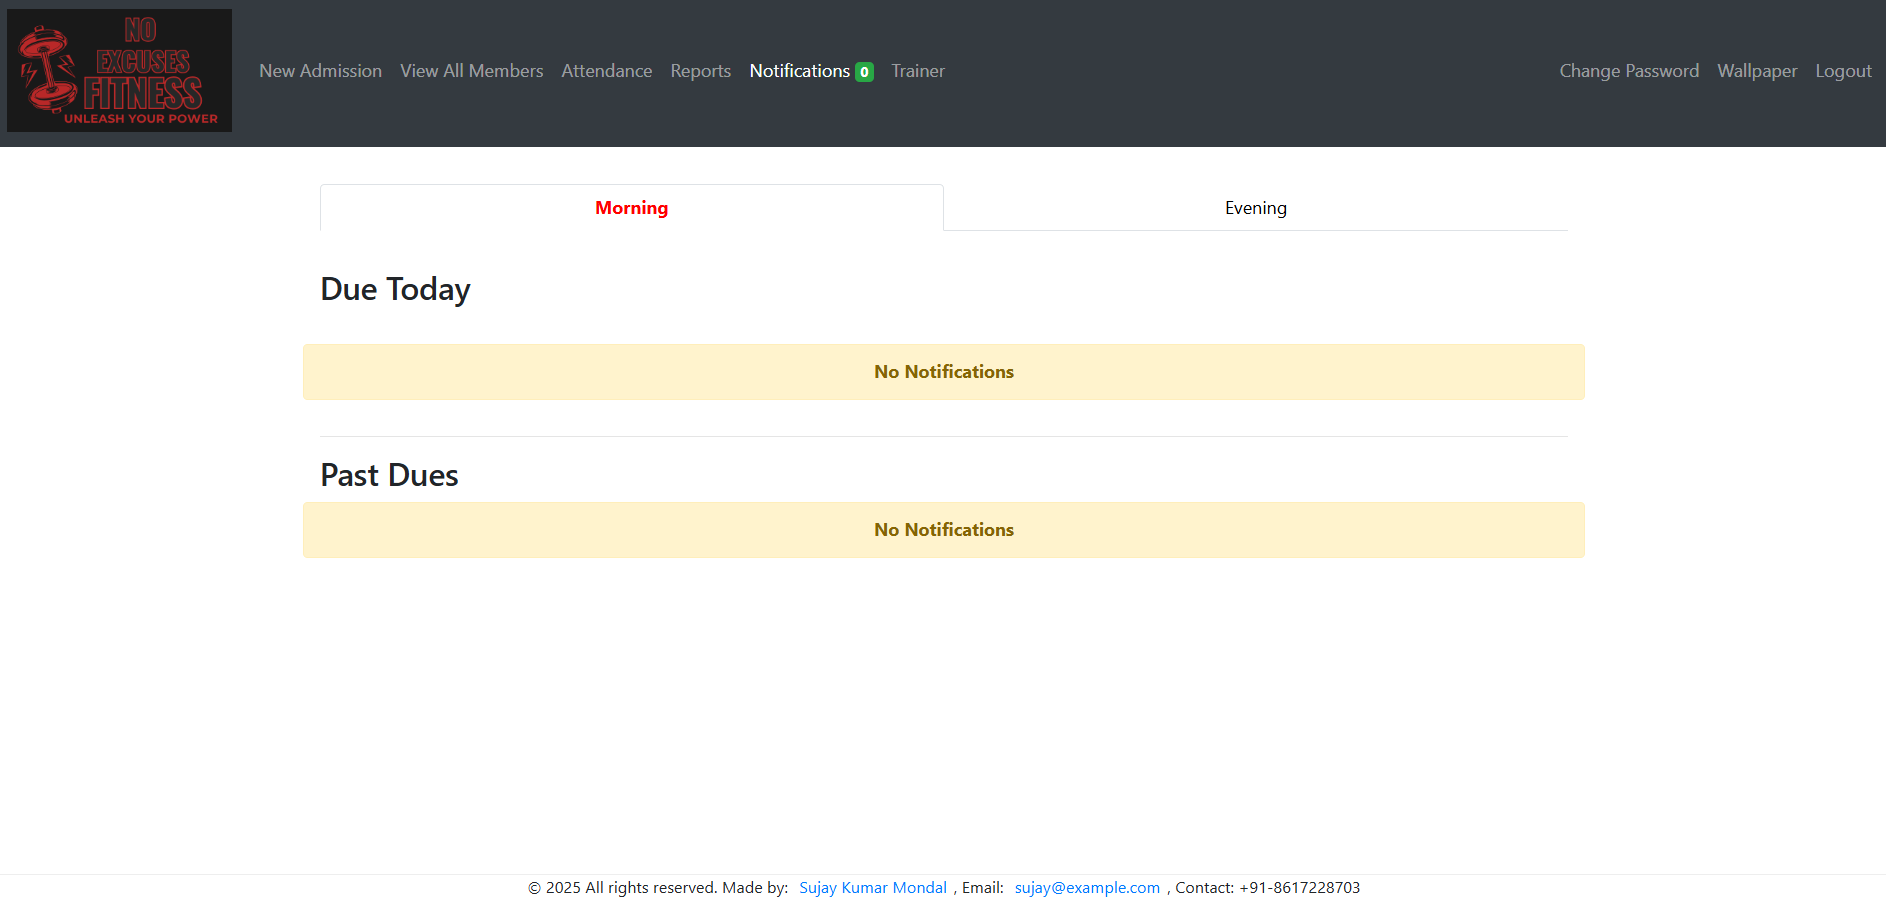 NO
EXCUSES
FITNESS
UNLEASH YOUR POWER
New Admission View All Members Attendance Reports Notifications 0 Trainer Change Password Wallpaper Logout
Morning Evening
Due Today
No Notifications
Past Dues
No Notifications
© 2025 All rights reserved. Made by: Sujay Kumar Mondal , Email: sujay@example.com , Contact: +91-8617228703